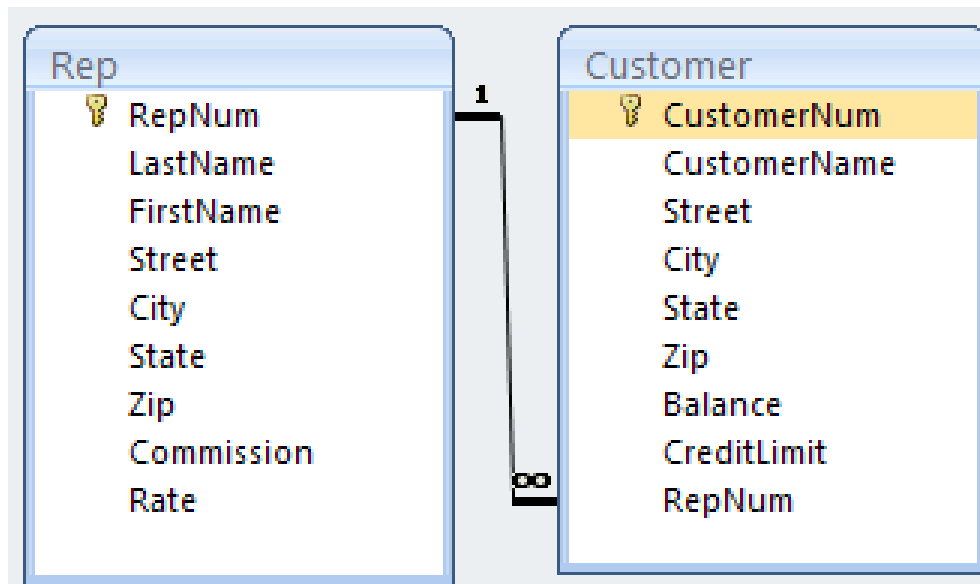 Rep
RepNum
LastName
FirstName
Street
City
State
Zip
Commission
Rate
1
∞
Customer
CustomerNum
CustomerName
Street
City
State
Zip
Balance
CreditLimit
RepNum